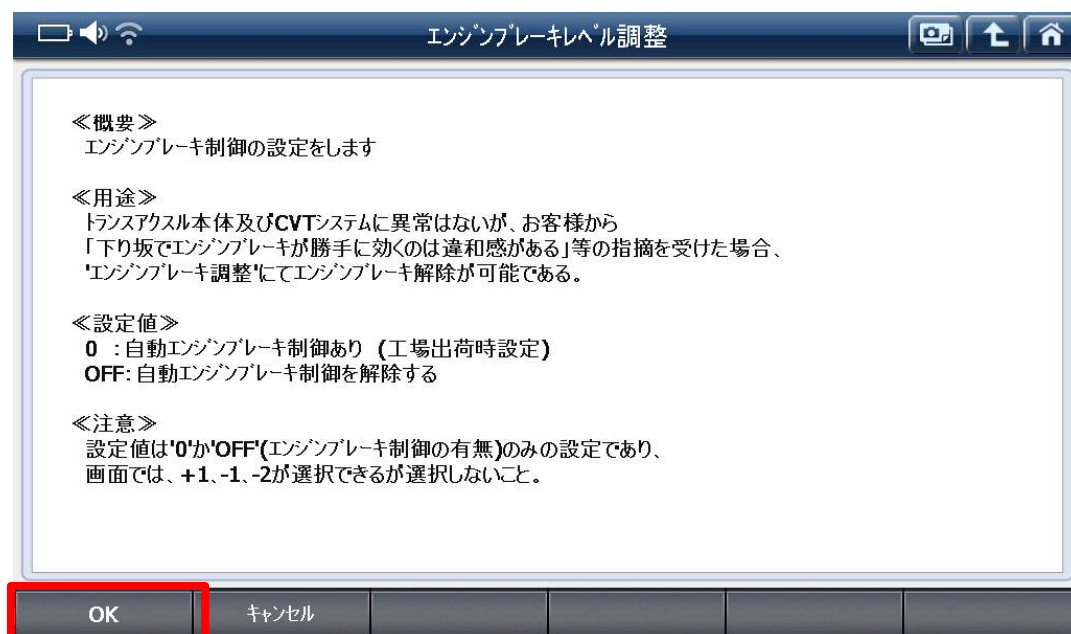 エンジンブレーキレベル調整
≪概要≫
エンジンブレーキ制御の設定をします
≪用途≫
トランスアクスル本体及びCVTシステムに異常はないが、お客様から
「下り坂でエンジンブレーキが勝手に効くのは違和感がある」等の指摘を受けた場合、
'エンジンブレーキ調整'にてエンジンブレーキ解除が可能である。
≪設定値≫
0 :自動エンジンブレーキ制御あり (工場出荷時設定)
OFF:自動エンジンブレーキ制御を解除する
≪注意≫
設定値は'0'か'OFF'(エンジンブレーキ制御の有無)のみの設定であり、
画面では、+1、-1、-2が選択できるが選択しないこと。
OK
キャンセル